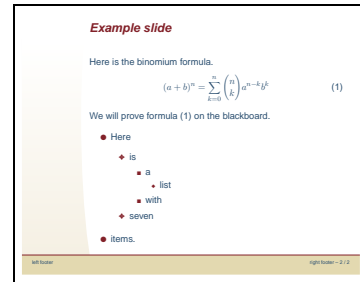 Example slide
Here is the binomium formula.
(a + b)^n = \sum_{k=0}^{n} \binom{n}{k} a^{n-k} b^k (1)
We will prove formula (1) on the blackboard.
Here
is
a
list
with
seven
items.
left footer right footer – 2 / 2